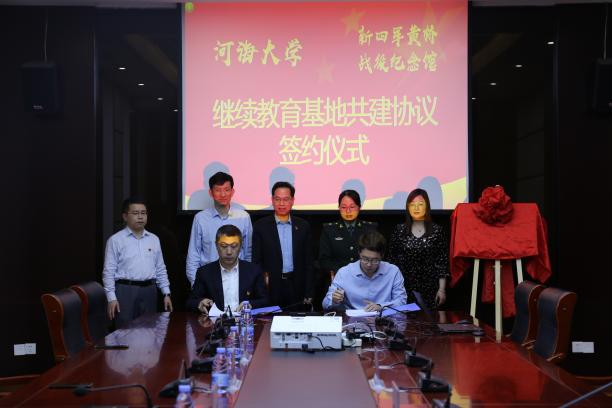 河海大学
新四军黄桥
战役纪念馆
继续教育基地共建协议
签约仪式